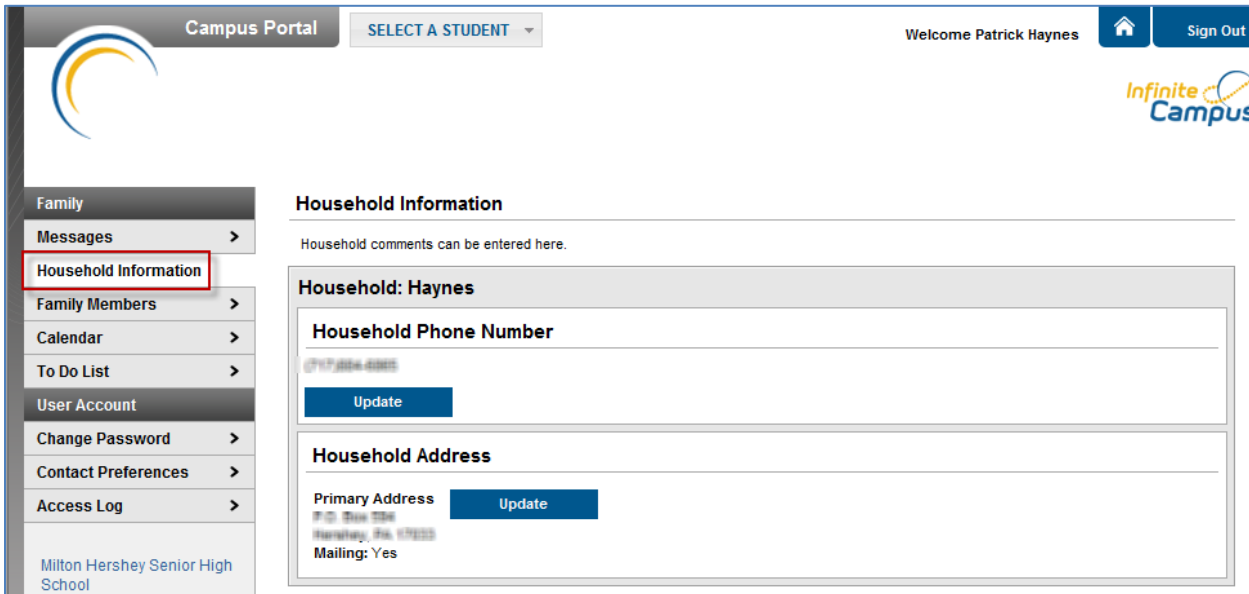 Campus Portal
SELECT A STUDENT
Welcome Patrick Haynes
Sign Out
Infinite
Campus
Family
Messages
Household Information
Family Members
Calendar
To Do List
User Account
Change Password
Contact Preferences
Access Log
Milton Hershey Senior High
School
Household Information
Household comments can be entered here.
Household: Haynes
Household Phone Number
Update
Household Address
Primary Address
Update
Mailing: Yes